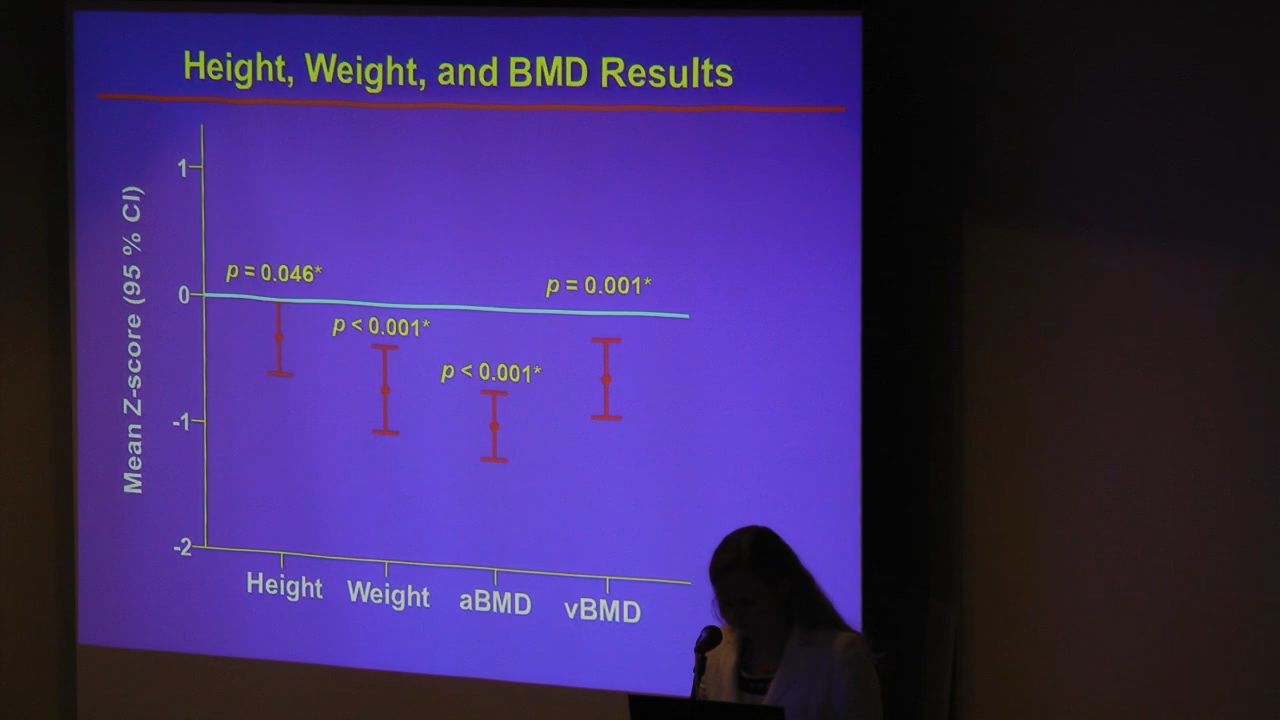 Height, Weight, and BMD Results
Mean Z-score (95 % CI)
1
0
-1
-2
p = 0.046*
p < 0.001*
p < 0.001*
p = 0.001*
Height Weight aBMD vBMD